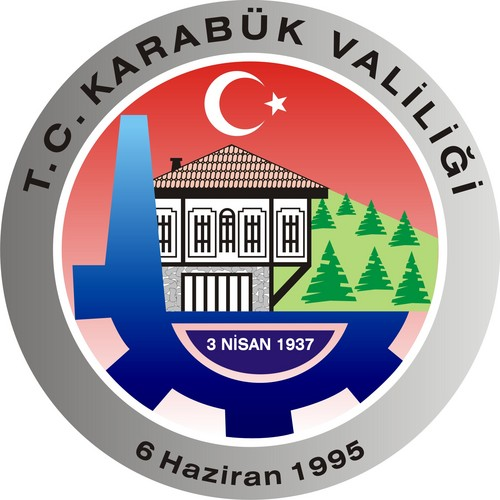 T.C. KARABÜK VALİLİĞİ
3 NİSAN 1937
6 Haziran 1995